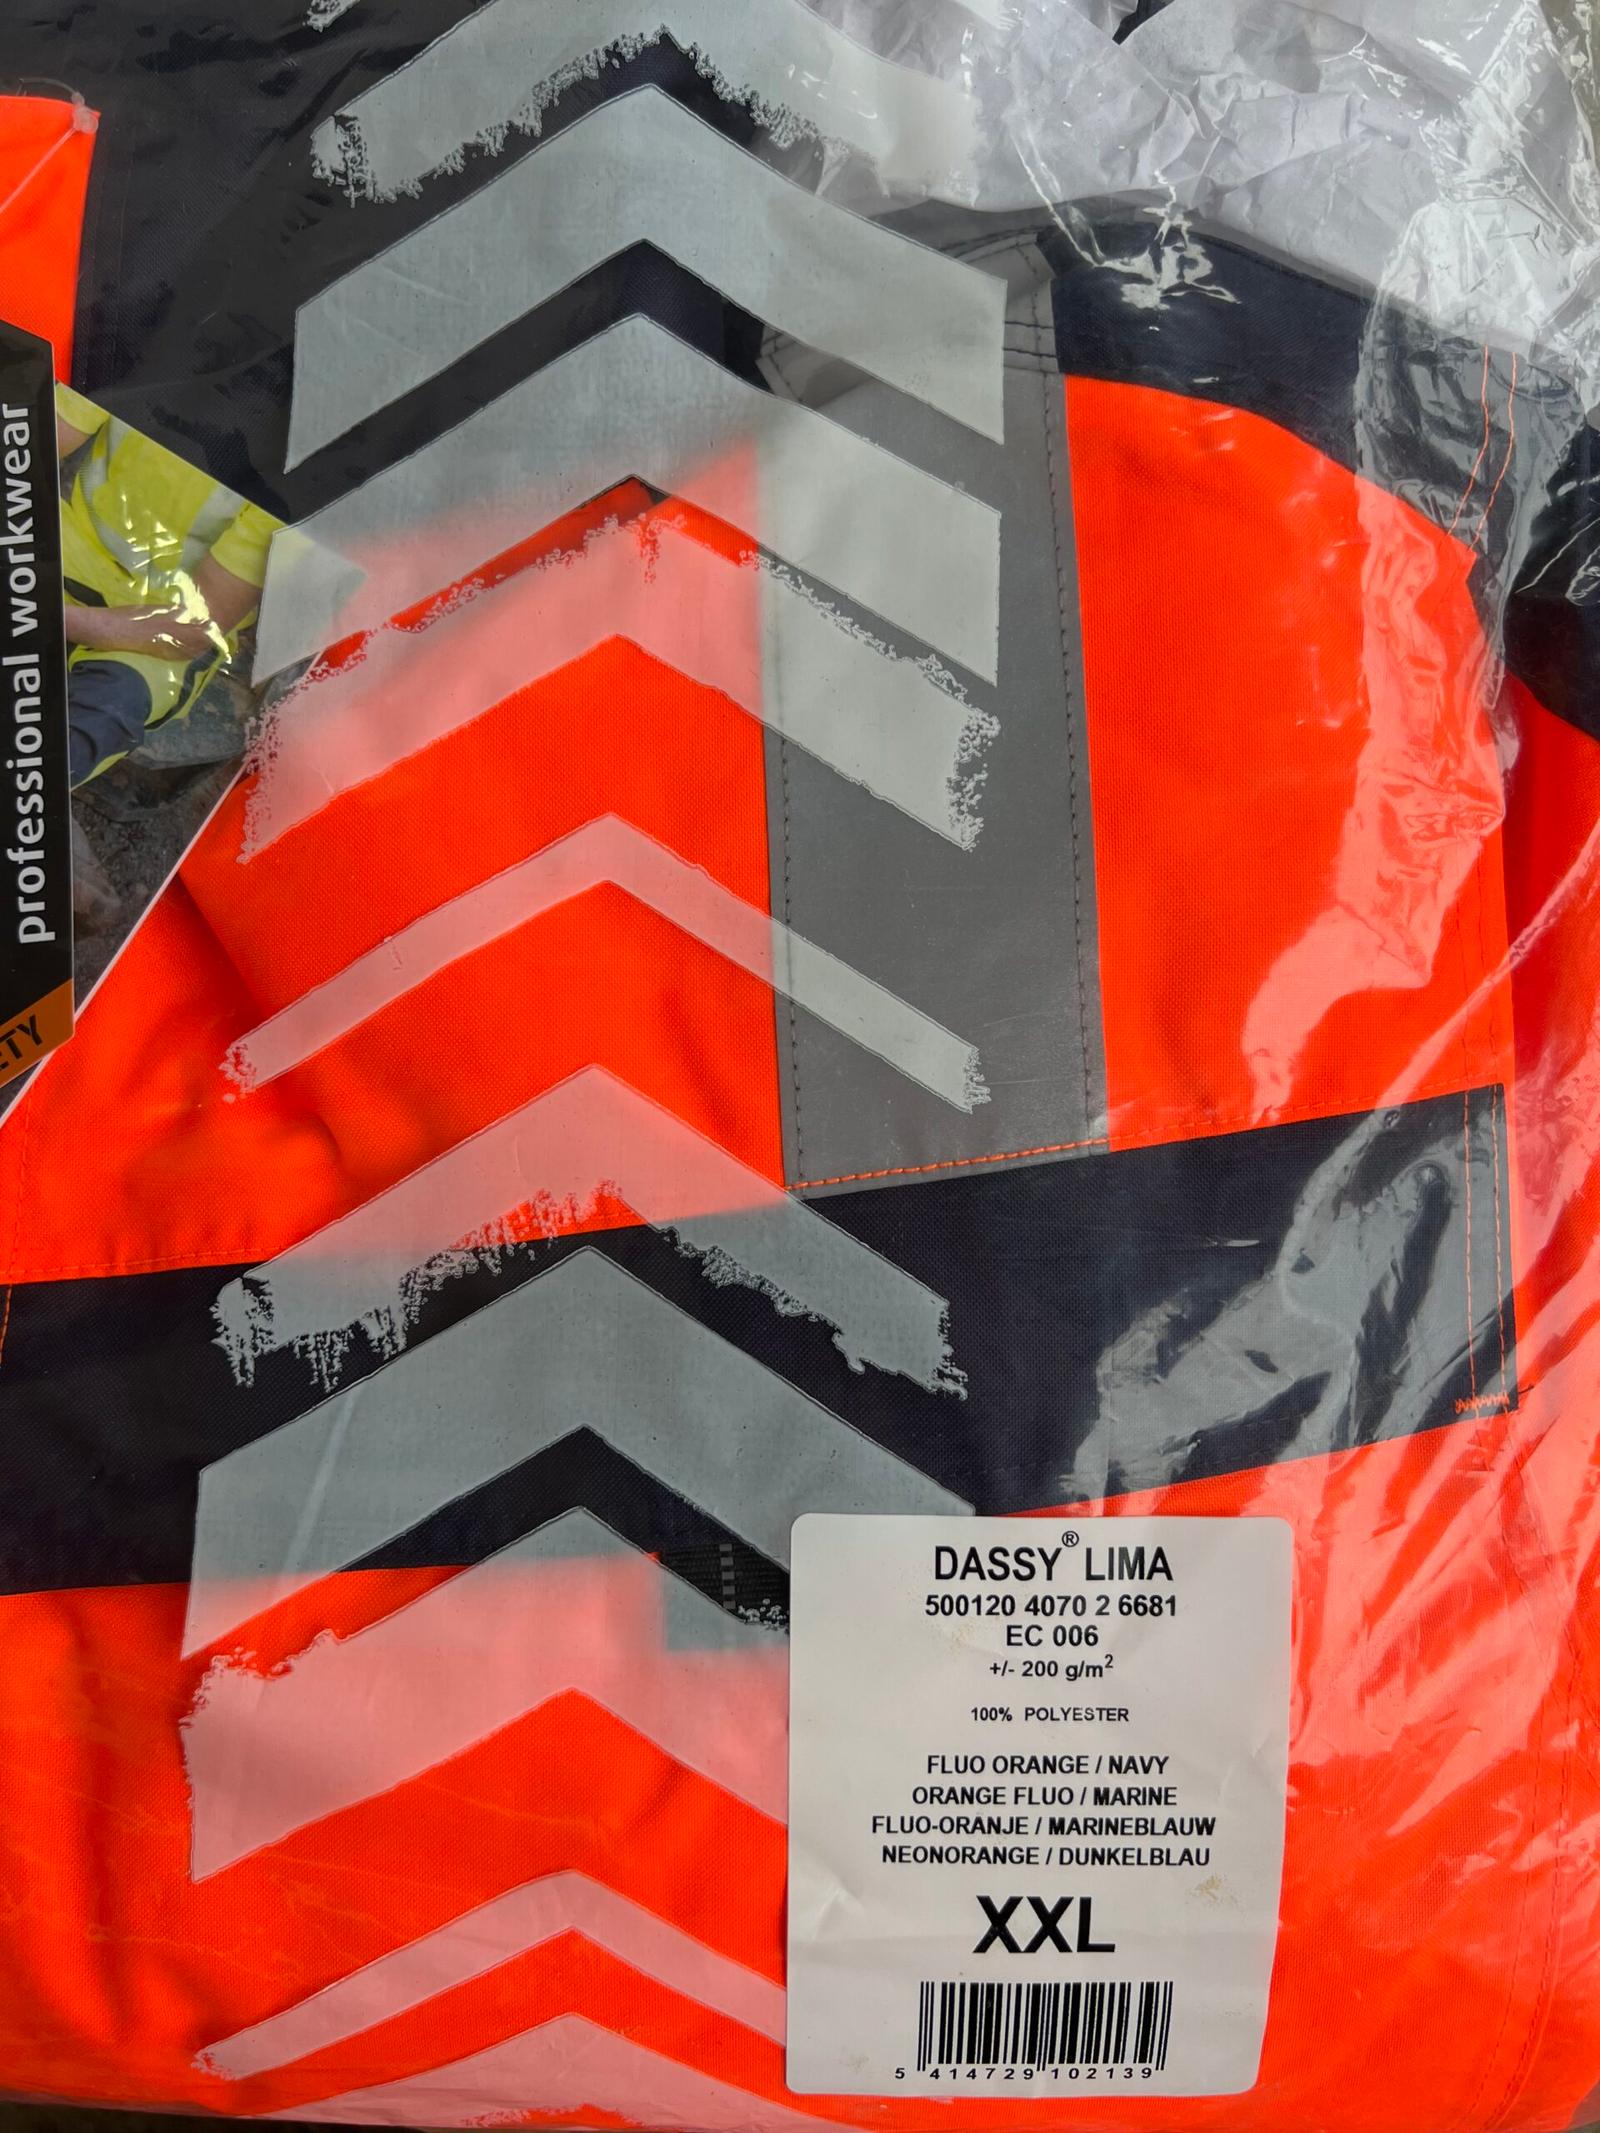 professional workwear
ETY
DASSY® LIMA
500120 4070 2 6681
EC 006
+/- 200 g/m²
100% POLYESTER
FLUO ORANGE / NAVY
ORANGE FLUO / MARINE
FLUO-ORANJE / MARINEBLAUW
NEONORANGE / DUNKELBLAU
XXL
5 414729 102139